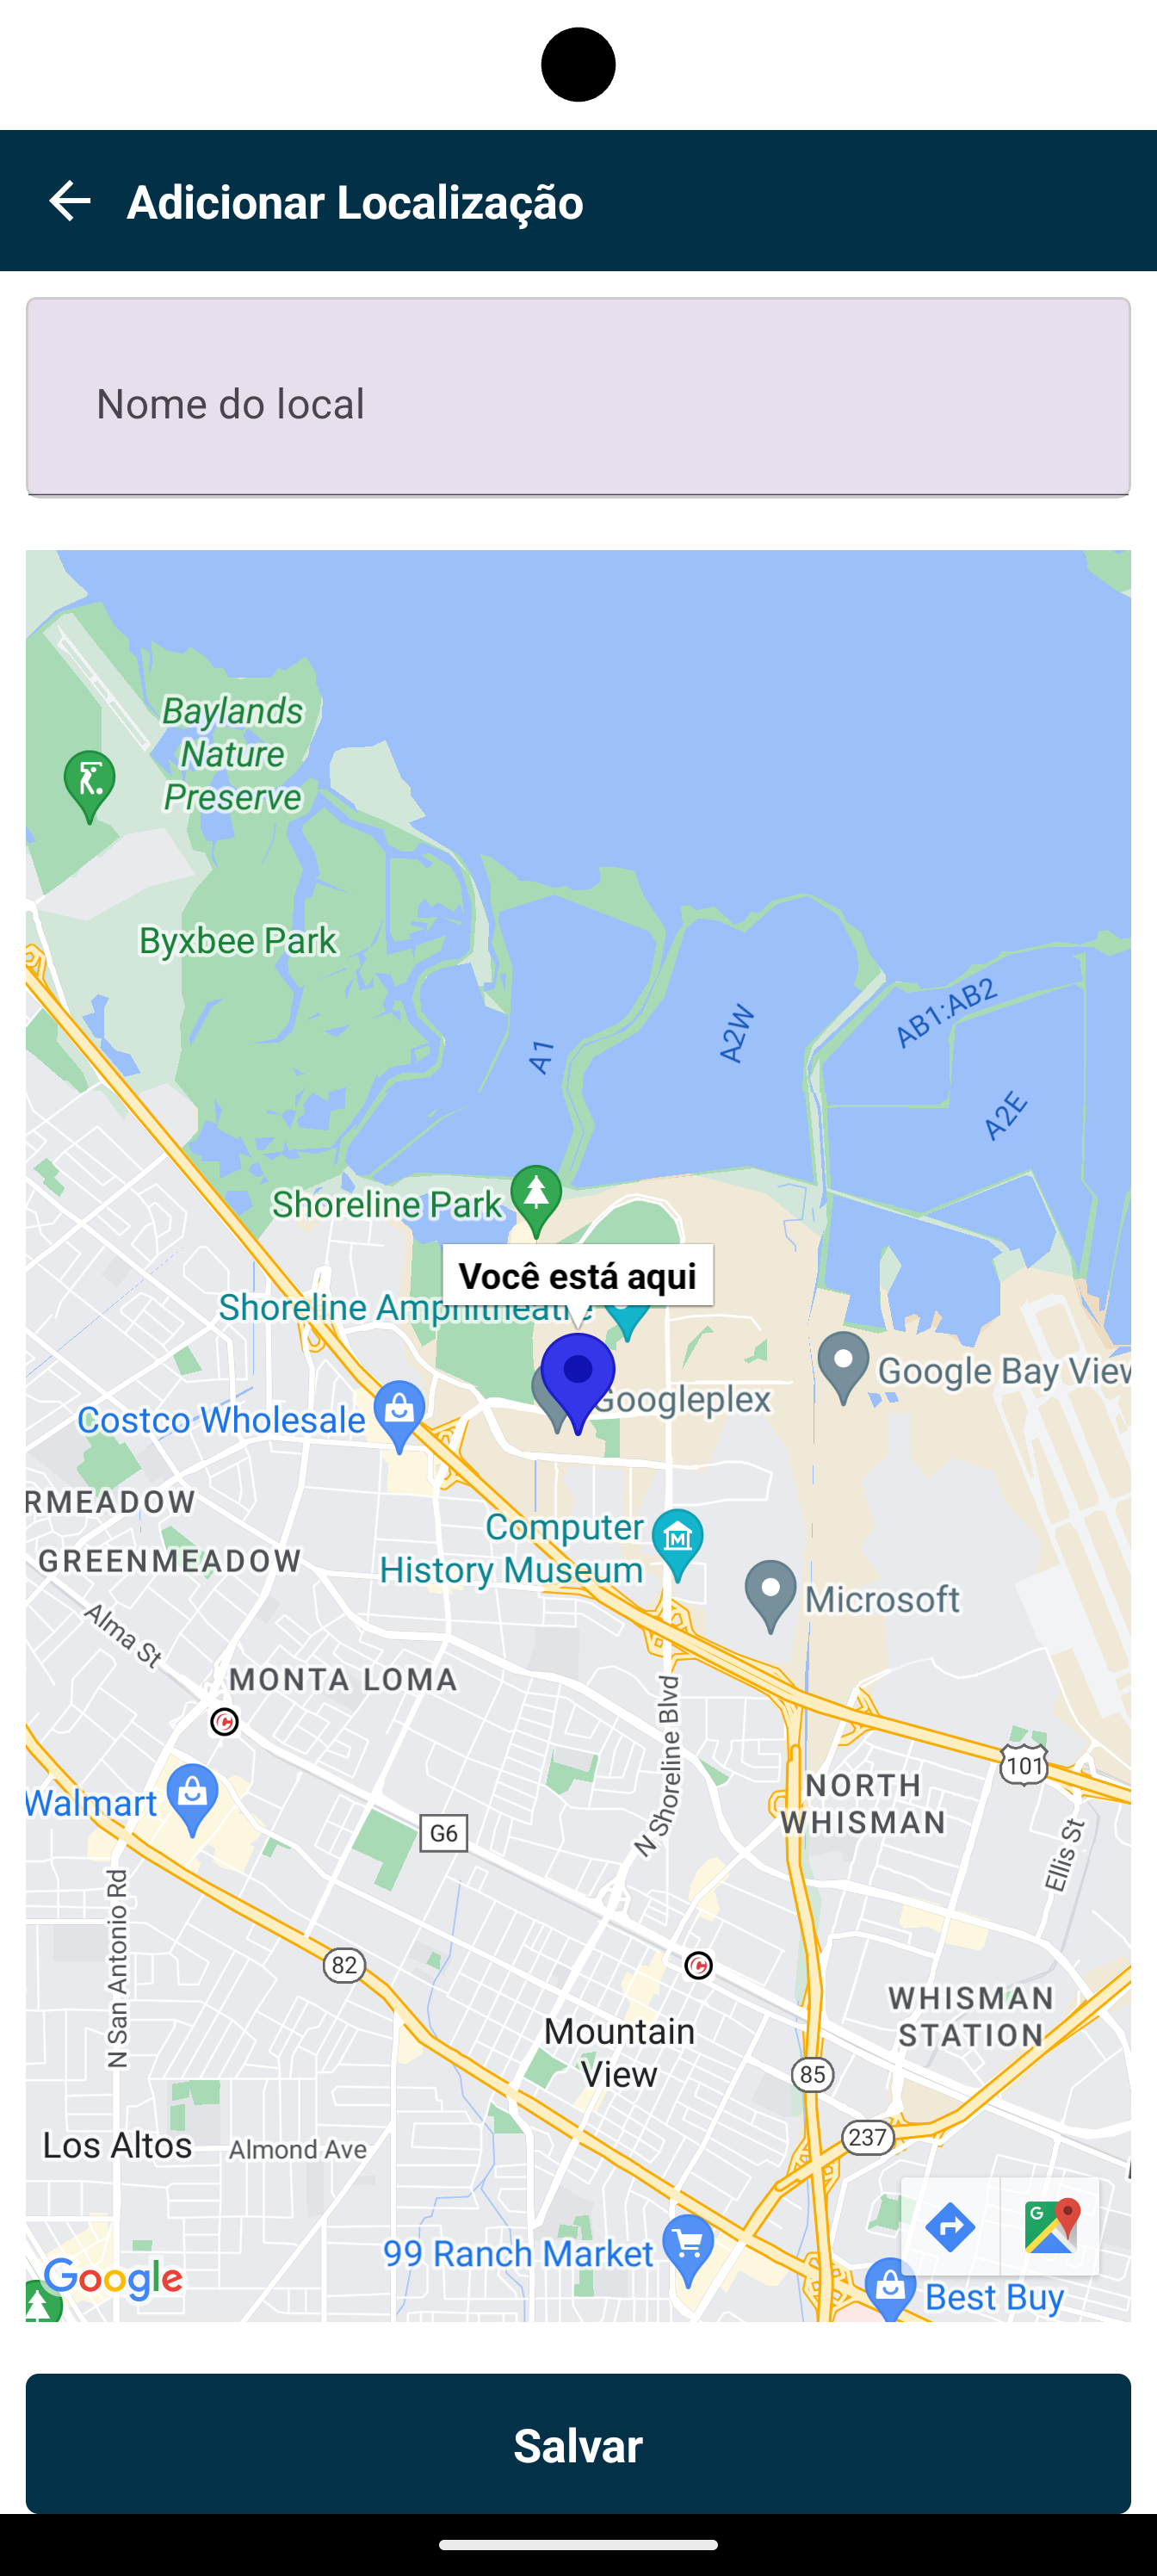 Adicionar Localização
Nome do local
Baylands
Nature
Preserve
Byxbee Park
AB1:AB2
A2W
A1
A2E
Shoreline Park
Você está aqui
Shoreline Amphitheatre
Google Bay View
Googleplex
Costco Wholesale
RMEADOW
Computer
History Museum
GREENMEADOW
Microsoft
Alma St
MONTA LOMA
N Shoreline Blvd
101
NORTH
WHISMAN
Walmart
G6
Ellis St
N San Antonio Rd
82
WHISMAN
STATION
Mountain
View
85
237
Los Altos
Almond Ave
G
99 Ranch Market
Google
Best Buy
Salvar